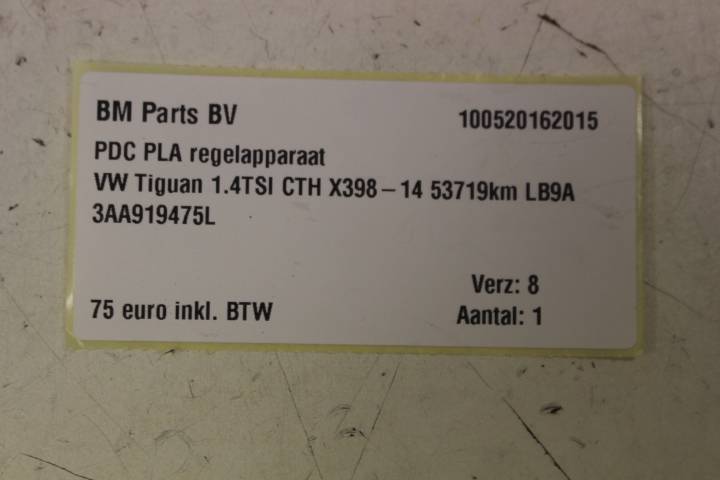 BM Parts BV 100520162015
PDC PLA regelapparaat
VW Tiguan 1.4TSI CTH X398-14 53719km LB9A
3AA919475L
Verz: 8
75 euro inkl. BTW Aantal: 1